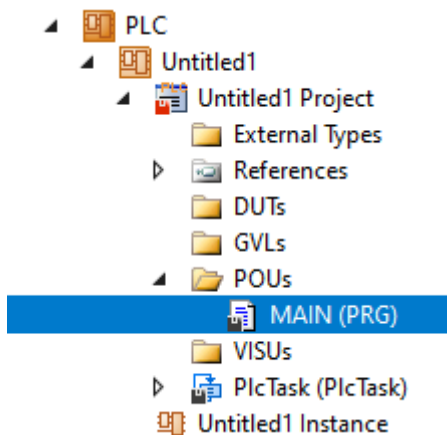 PLC
Untitled1
Untitled1 Project
External Types
References
DUTs
GVLs
POUs
MAIN (PRG)
VISUs
PlcTask (PlcTask)
Untitled1 Instance